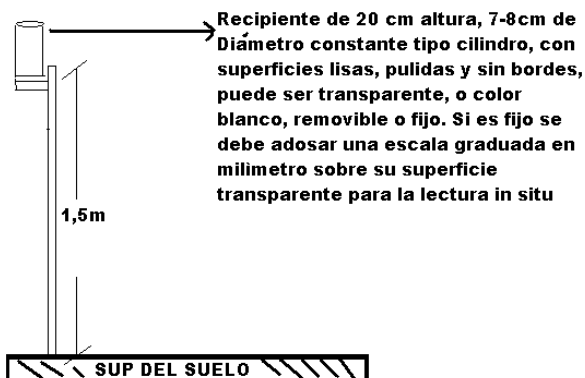 Recipiente de 20 cm altura, 7-8cm de
Diámetro constante tipo cilindro, con
superficies lisas, pulidas y sin bordes,
puede ser transparente, o color
blanco, removible o fijo. Si es fijo se
debe adosar una escala graduada en
milìmetro sobre su superficie
transparente para la lectura in situ
1,5m
SUP DEL SUELO